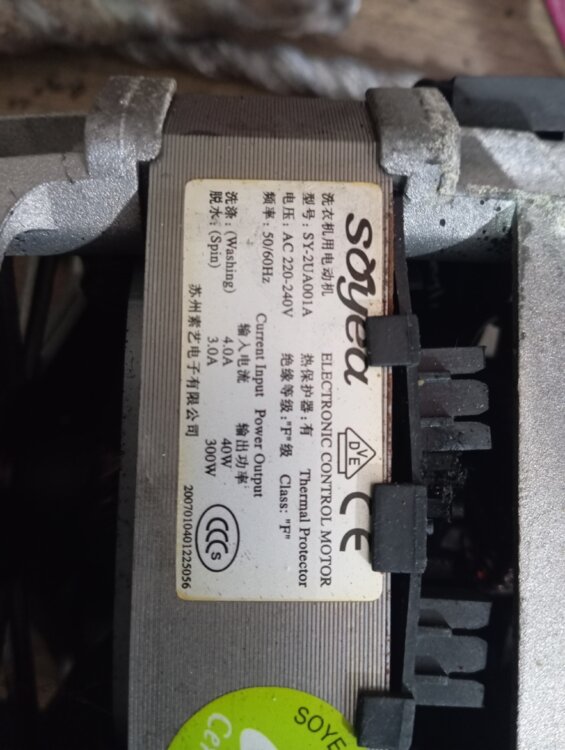 soyea
洗衣机用电动机 ELECTRONIC CONTROL MOTOR
型号: SY-2UA001A 热保护器: 有 Thermal Protector
电压: AC 220-240V 绝缘等级: "F"级 Class: "F"
频率: 50/60Hz
Current Input Power Output
输入电流 输出功率
洗涤: (Washing) 4.0A 40W
脱水: (Spin) 3.0A 300W
苏州索艺电子有限公司 2007010401225056
DVE
CE
CCC S
SOYE
Ce